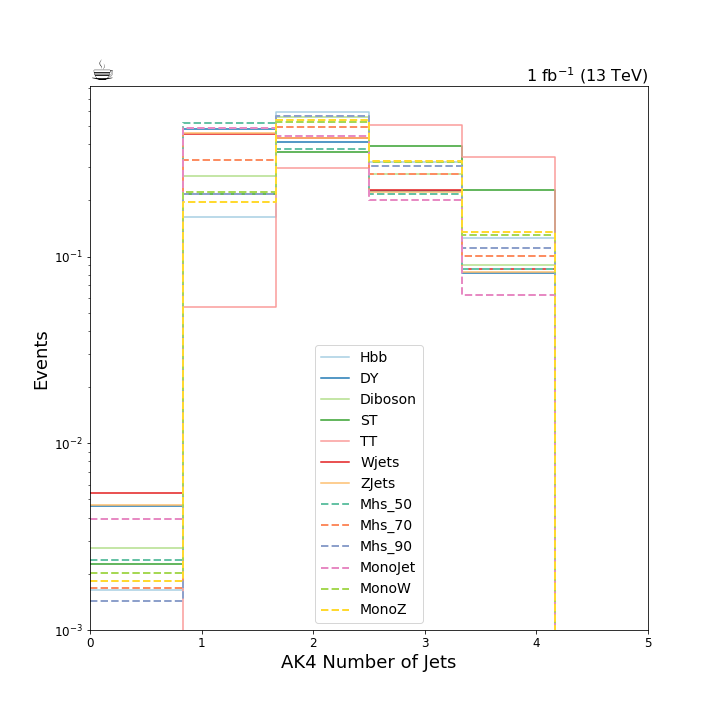 ☕
1 fb⁻¹ (13 TeV)
10⁻¹
10⁻²
10⁻³
Events
Hbb
DY
Diboson
ST
TT
Wjets
ZJets
Mhs_50
Mhs_70
Mhs_90
MonoJet
MonoW
MonoZ
0 1 2 3 4 5
AK4 Number of Jets